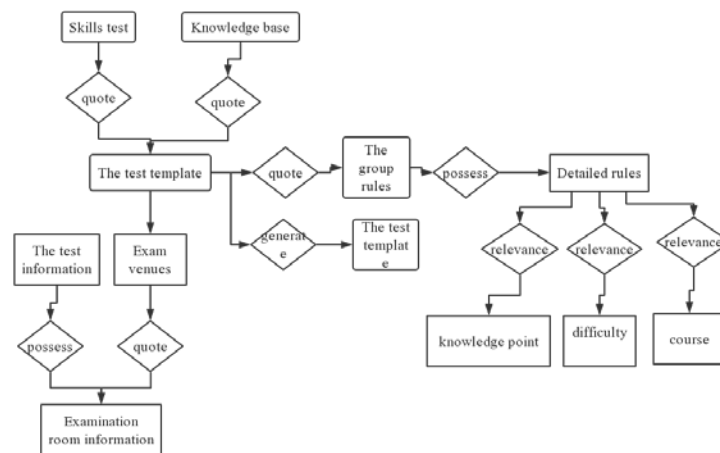 Skills test
Knowledge base
quote
quote
The test template
quote
The
group
rules
possess
Detailed rules
generat
e
The test
templat
e
relevance
relevance
relevance
The test
information
Exam
venues
possess
quote
knowledge point
difficulty
course
Examination
room information